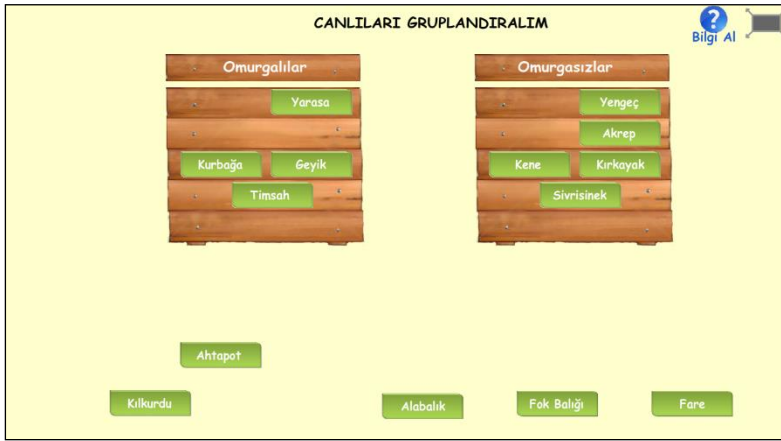 CANLILARI GRUPLANDIRALIM
Bilgi Al
Omurgalılar
Yarasa
Kurbağa Geyik
Timsah
Omurgasızlar
Yengeç
Akrep
Kene Kırkayak
Sivrisinek
Ahtapot
Kılkurdu
Alabalık
Fok Balığı
Fare